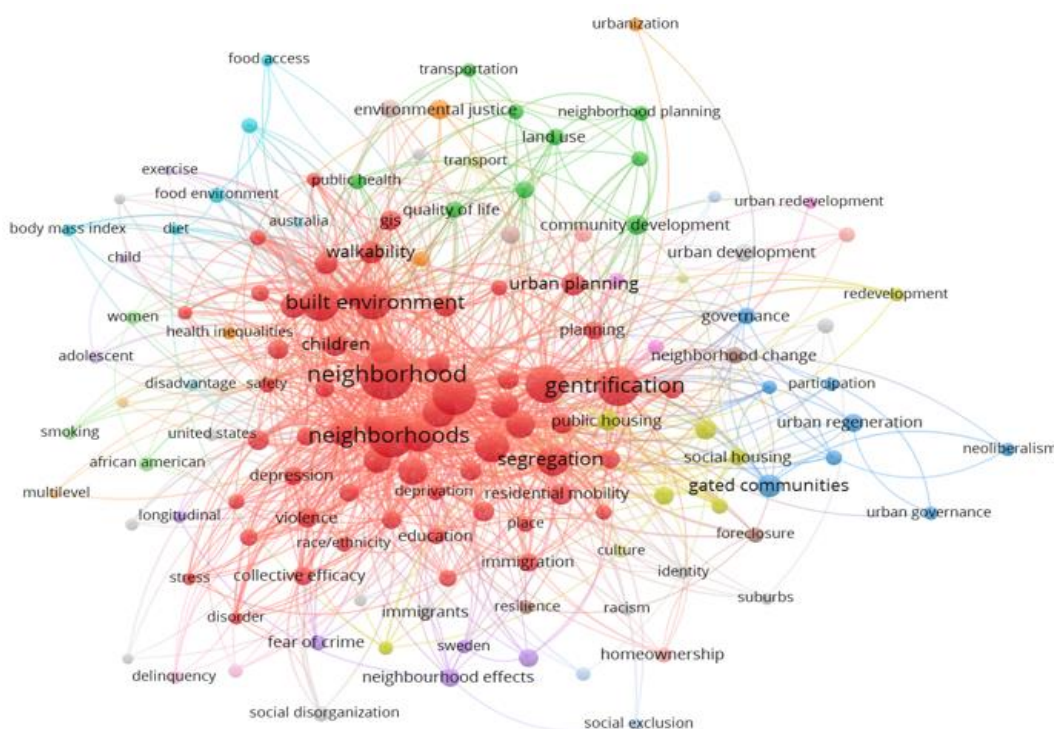 urbanization
food access
transportation
environmental justice
neighborhood planning
land use
transport
exercise
public health
food environment
quality of life
urban redevelopment
australia
gis
community development
body mass index
diet
walkability
urban development
child
urban planning
redevelopment
built environment
governance
women
health inequalities
planning
children
neighborhood change
adolescent
neighborhood
disadvantage
safety
gentrification
participation
public housing
urban regeneration
smoking
united states
neighborhoods
neoliberalism
african american
segregation
social housing
depression
gated communities
multilevel
deprivation
residential mobility
longitudinal
violence
place
urban governance
race/ethnicity
education
foreclosure
culture
stress
collective efficacy
immigration
identity
disorder
immigrants
resilience
racism
suburbs
fear of crime
sweden
homeownership
delinquency
neighbourhood effects
social disorganization
social exclusion